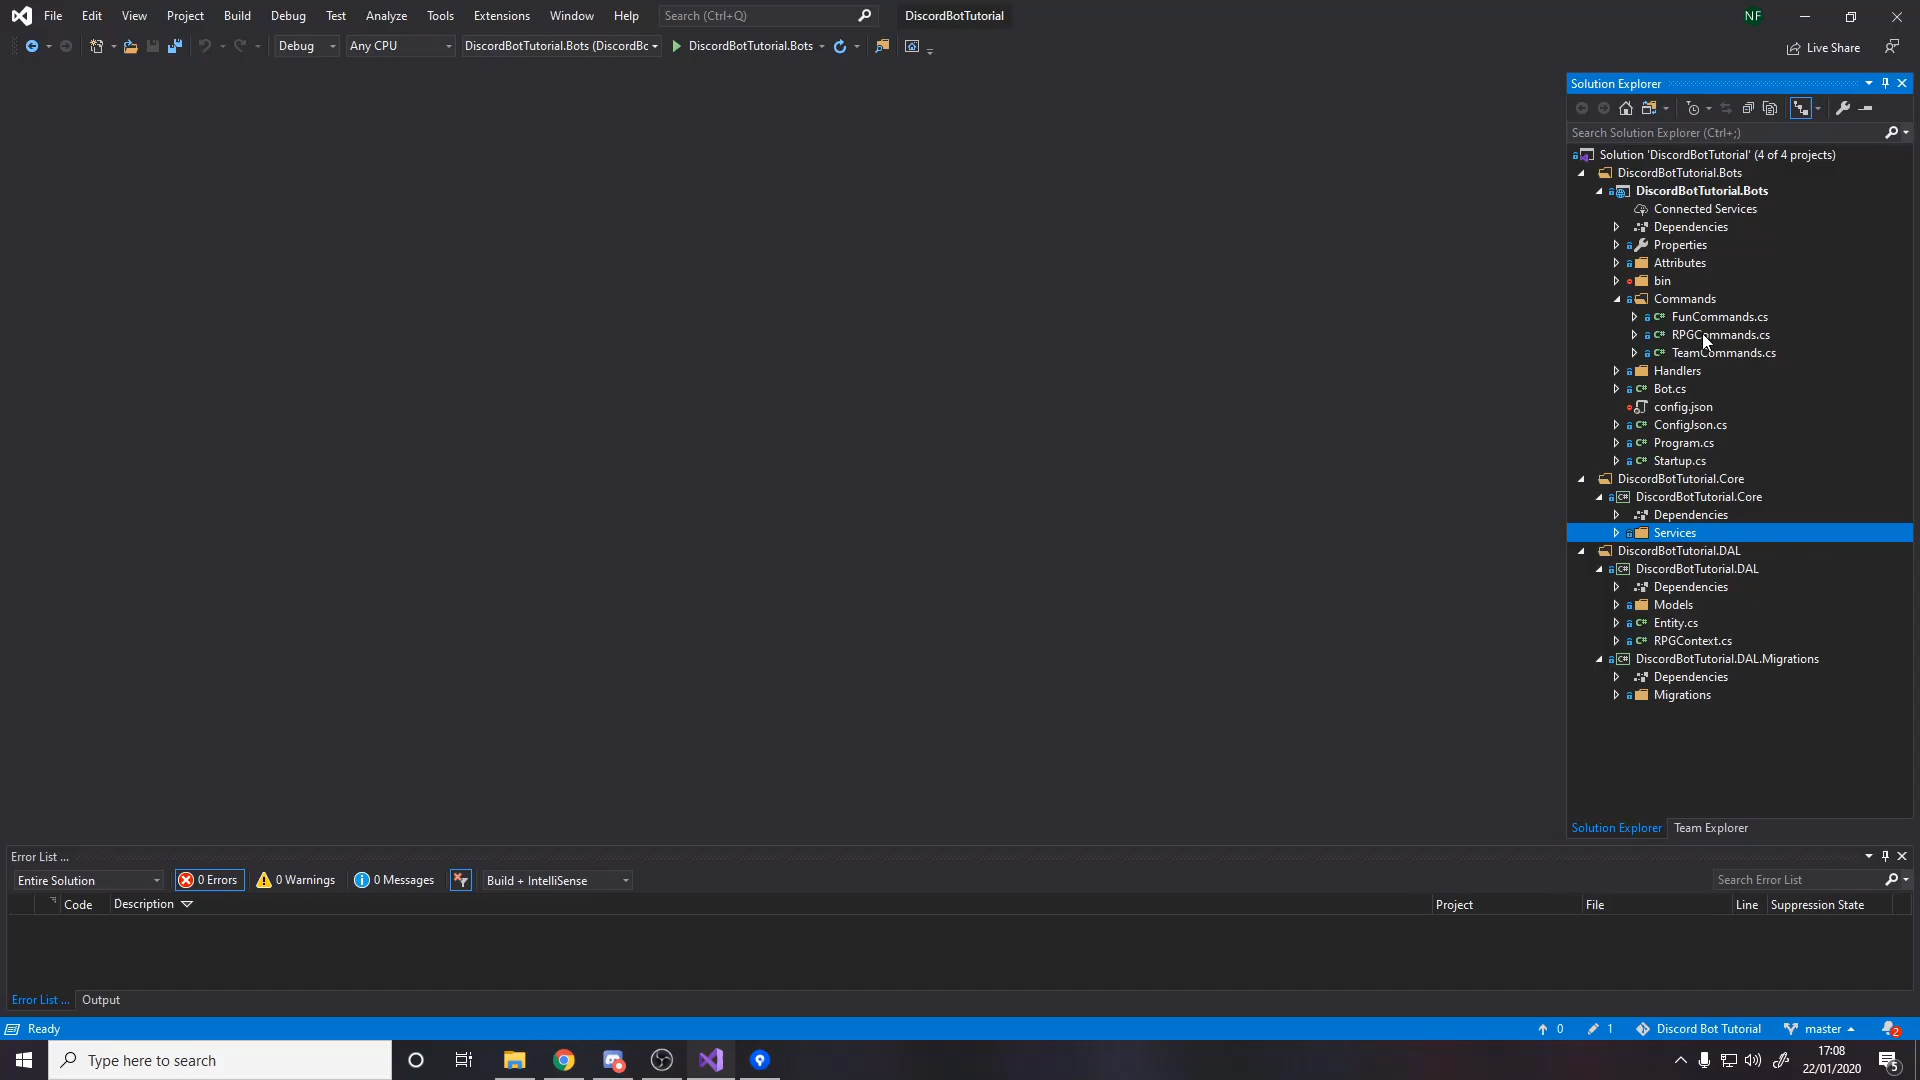 File Edit View Project Build Debug Test Analyze Tools Extensions Window Help Search (Ctrl+Q) DiscordBotTutorial NF
Debug Any CPU DiscordBotTutorial.Bots (DiscordBc DiscordBotTutorial.Bots Live Share
Solution Explorer
Search Solution Explorer (Ctrl+;)
Solution 'DiscordBotTutorial' (4 of 4 projects)
DiscordBotTutorial.Bots
DiscordBotTutorial.Bots
Connected Services
Dependencies
Properties
Attributes
bin
Commands
C# FunCommands.cs
C# RPGCommands.cs
C# TeamCommands.cs
Handlers
C# Bot.cs
config.json
C# ConfigJson.cs
C# Program.cs
C# Startup.cs
DiscordBotTutorial.Core
C# DiscordBotTutorial.Core
Dependencies
Services
DiscordBotTutorial.DAL
C# DiscordBotTutorial.DAL
Dependencies
Models
C# Entity.cs
C# RPGContext.cs
C# DiscordBotTutorial.DAL.Migrations
Dependencies
Migrations
Solution Explorer Team Explorer
Error List ...
Entire Solution 0 Errors 0 Warnings 0 Messages Build + IntelliSense Search Error List
Code Description Project File Line Suppression State
Error List ... Output
Ready 0 1 Discord Bot Tutorial master 2
Type here to search 17:08
22/01/2020 5